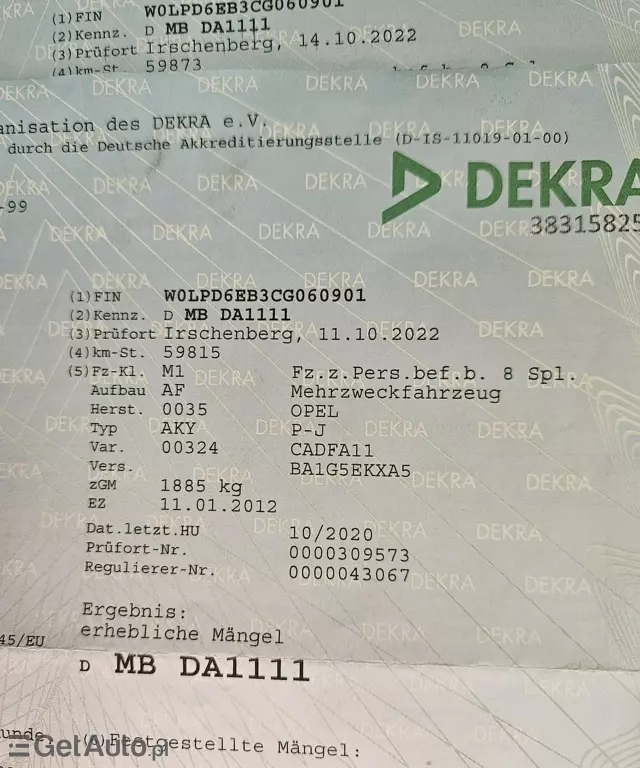 (1) FIN W0LPD6EB3CG060901
(2) Kennz. D MB DA1111
(3) Prüfort Irschenberg, 14.10.2022
(4) km-St. 59873
anisation des DEKRA e.V.
durch die Deutsche Akkreditierungsstelle (D-IS-11019-01-00)
DEKRA
-99
38315825
(1) FIN W0LPD6EB3CG060901
(2) Kennz. D MB DA1111
(3) Prüfort Irschenberg, 11.10.2022
(4) km-St. 59815
(5) Fz-Kl. M1 Fz.z.Pers.bef.b. 8 Spl.
Aufbau AF Mehrzweckfahrzeug
Herst. 0035 OPEL
Typ AKY P-J
Var. 00324 CADFA11
Vers. BA1G5EKXA5
zGM 1885 kg
EZ 11.01.2012
Dat.letzt.HU 10/2020
Prüfort-Nr. 0000309573
Regulierer-Nr. 0000043067
Ergebnis:
erhebliche Mängel
45/EU
D MB DA1111
unde,
Festgestellte Mängel:
GetAuto.pl